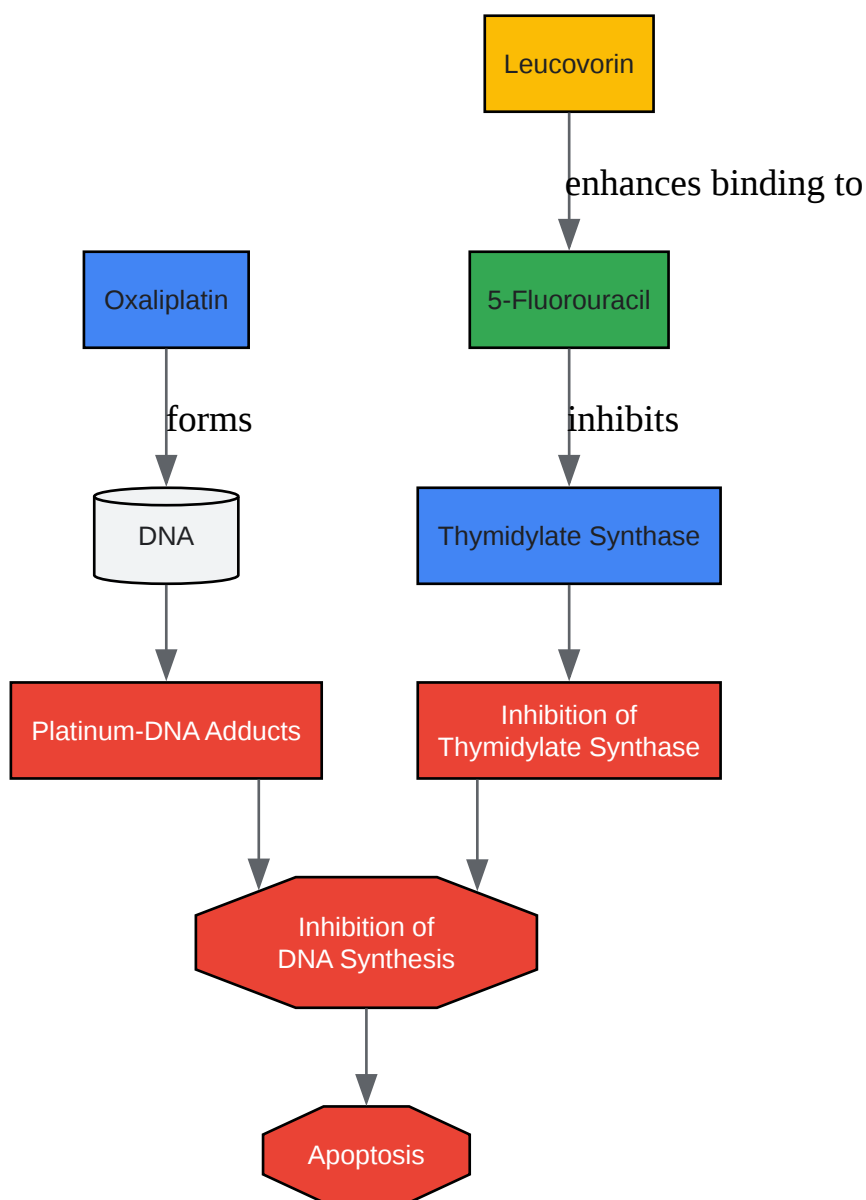 Leucovorin
enhances binding to
Oxaliplatin
5-Fluorouracil
forms
inhibits
DNA
Thymidylate Synthase
Platinum-DNA Adducts
Inhibition of
Thymidylate Synthase
Inhibition of
DNA Synthesis
Apoptosis